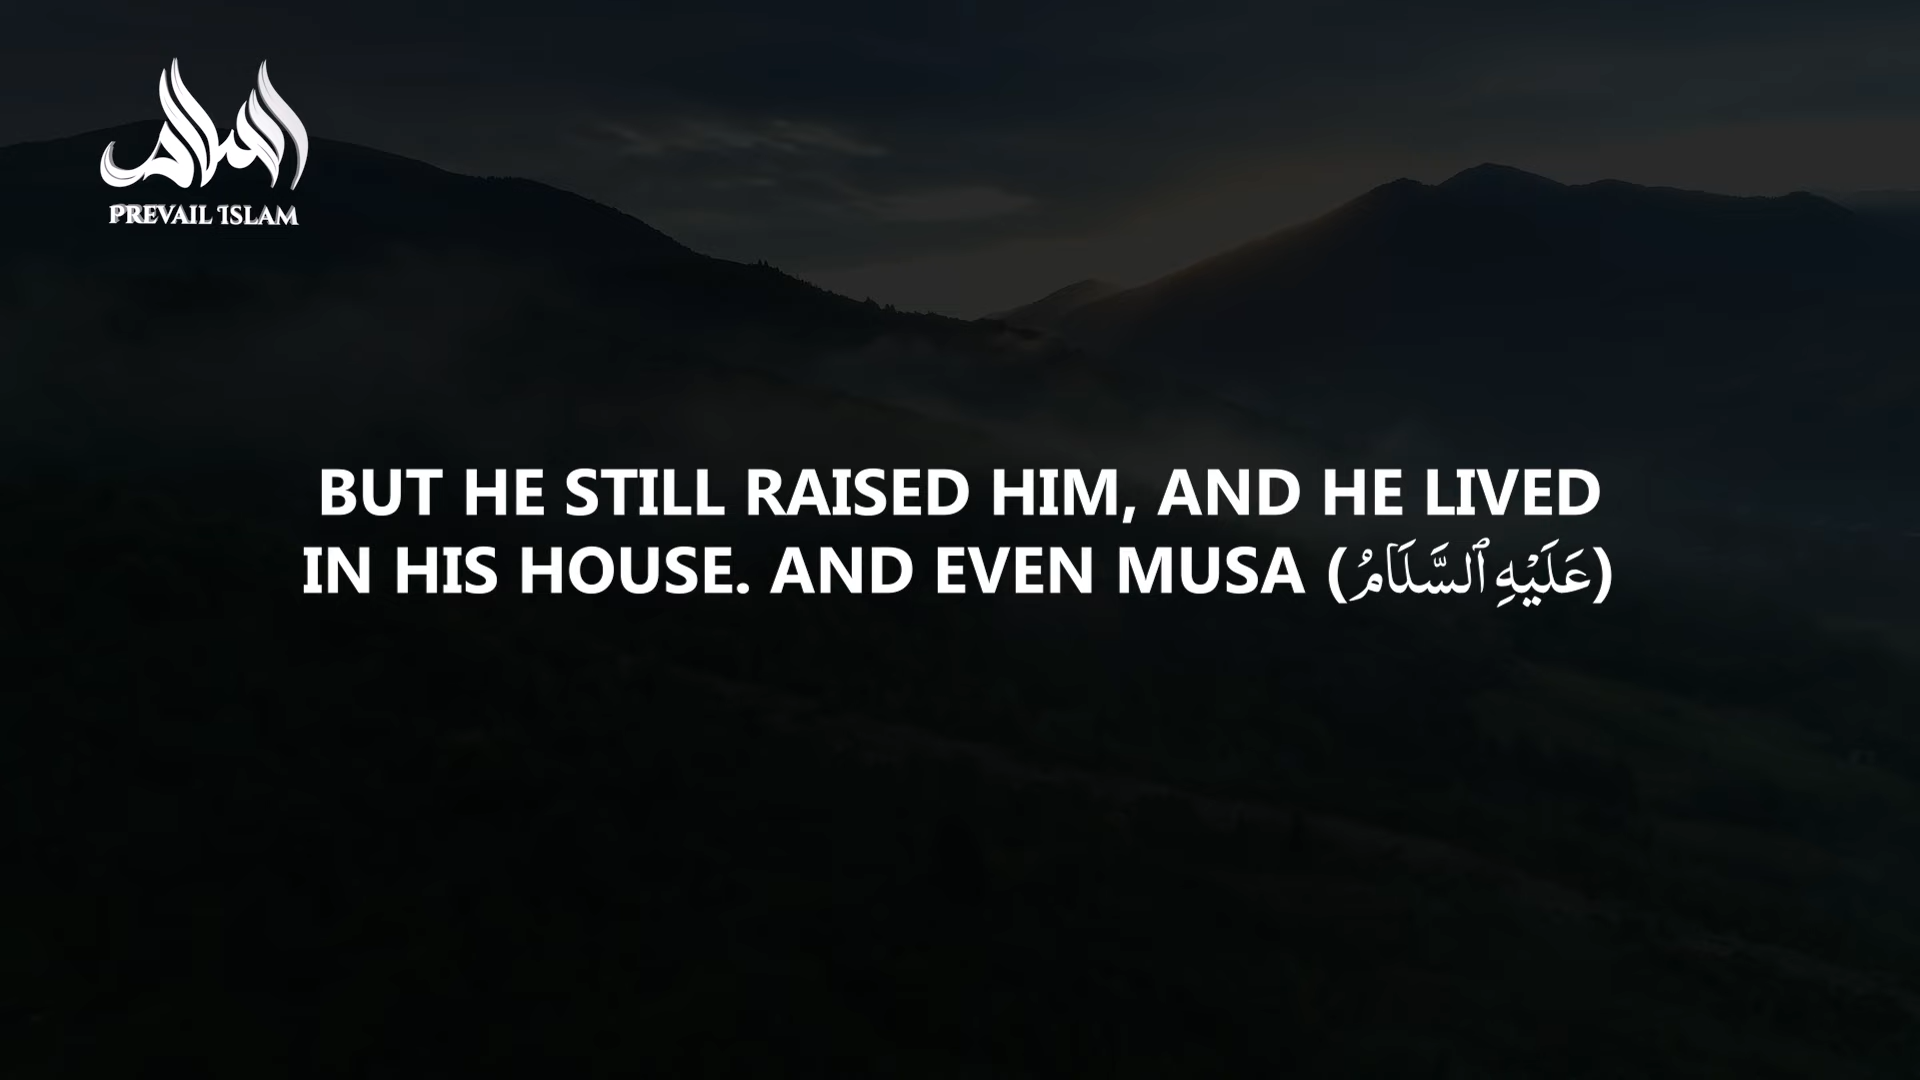 PREVAIL ISLAM
BUT HE STILL RAISED HIM, AND HE LIVED
IN HIS HOUSE. AND EVEN MUSA (عَلَيْهِ ٱلسَّلَامُ)